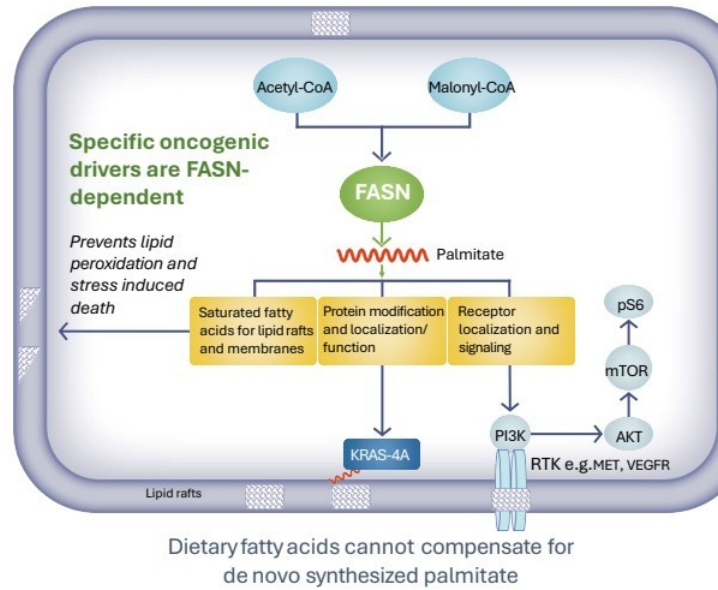 Acetyl-CoA
Malonyl-CoA
Specific oncogenic
drivers are FASN-
dependent
FASN
Prevents lipid
peroxidation and
stress induced
death
Palmitate
Saturated fatty
acids for lipid rafts
and membranes
Protein modification
and localization/
function
Receptor
localization and
signaling
pS6
mTOR
PI3K
AKT
KRAS-4A
RTK e.g.MET, VEGFR
Lipid rafts
Dietary fatty acids cannot compensate for
de novo synthesized palmitate